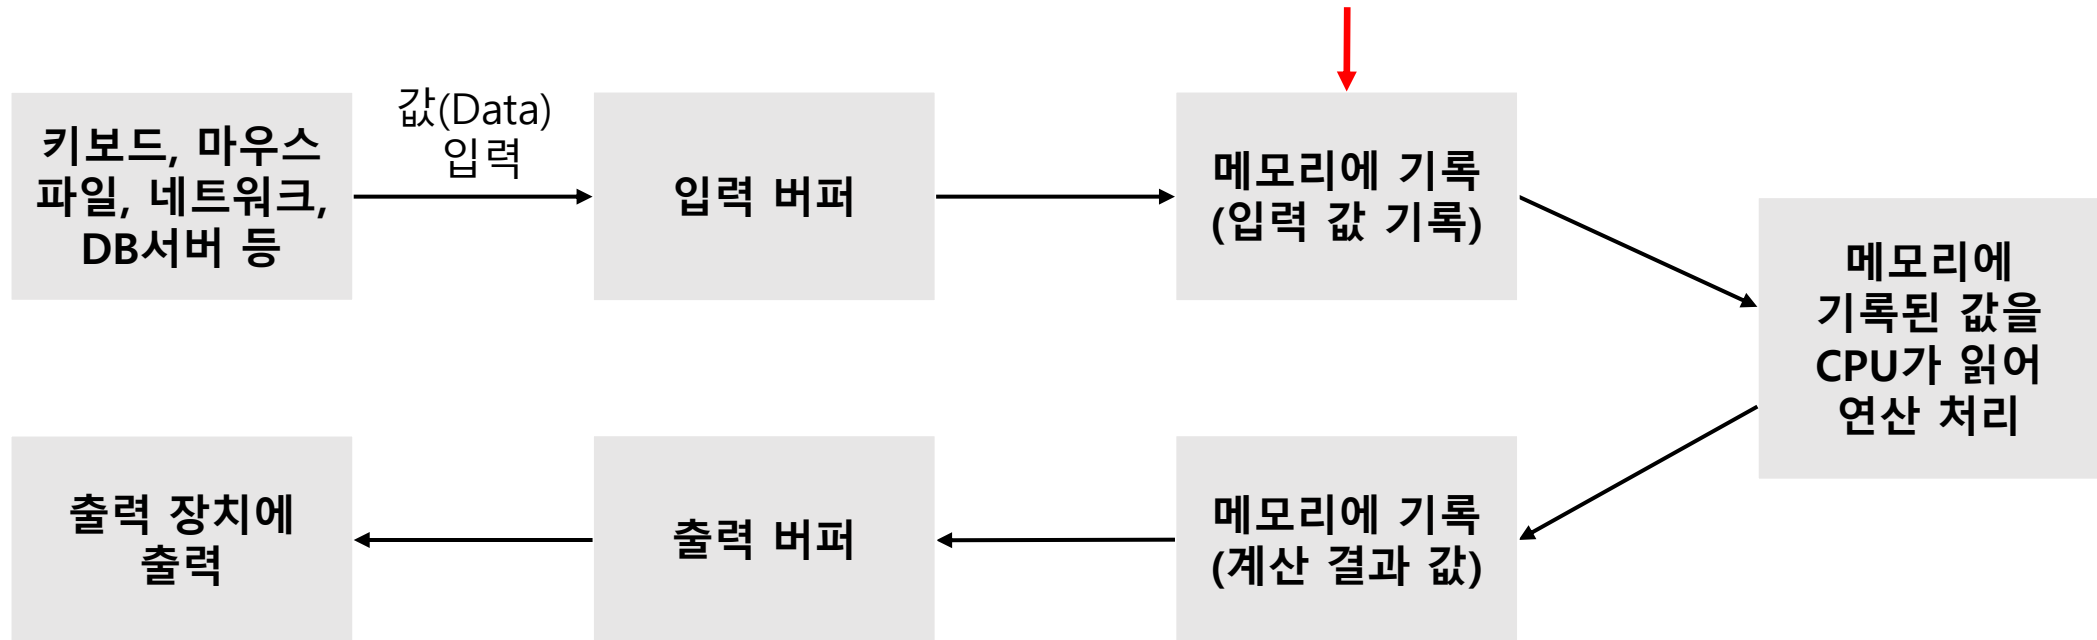 키보드, 마우스
파일, 네트워크,
DB서버 등
값(Data)
입력
입력 버퍼
메모리에 기록
(입력 값 기록)
메모리에
기록된 값을
CPU가 읽어
연산 처리
메모리에 기록
(계산 결과 값)
출력 버퍼
출력 장치에
출력